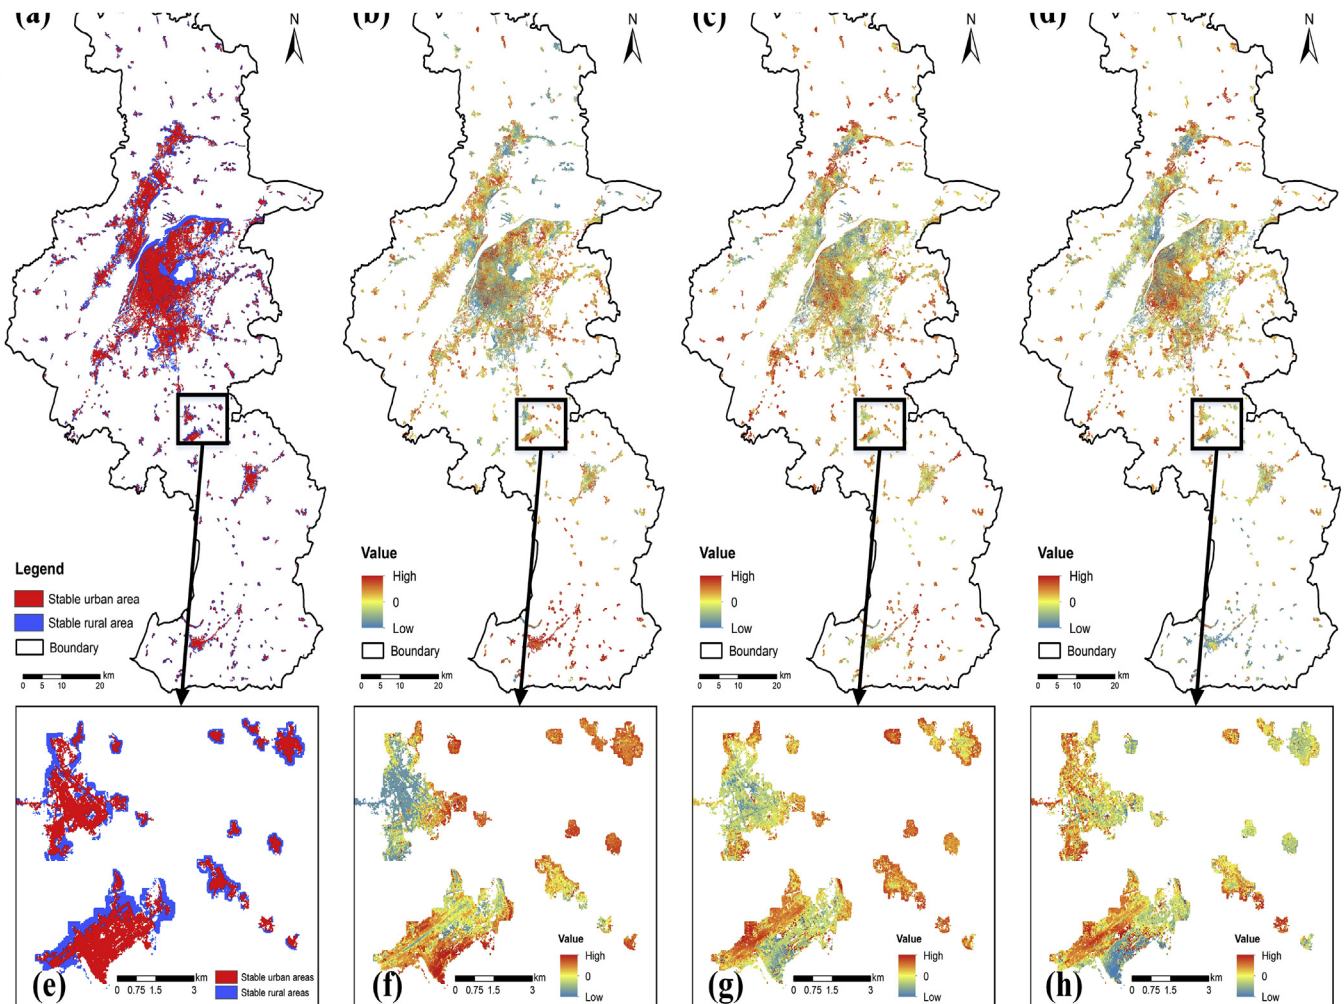 (a)
N
(b)
N
(c)
N
(d)
N
Legend
Stable urban area
Stable rural area
Boundary
0 5 10 20 km
Value
High
0
Low
Boundary
0 5 10 20 km
Value
High
0
Low
Boundary
0 5 10 20 km
Value
High
0
Low
Boundary
0 5 10 20 km
(e)
km
0 0.75 1.5 3
Stable urban areas
Stable rural areas
(f)
Value
High
0
Low
km
0 0.75 1.5 3
(g)
Value
High
0
Low
km
0 0.75 1.5 3
(h)
Value
High
0
Low
km
0 0.75 1.5 3